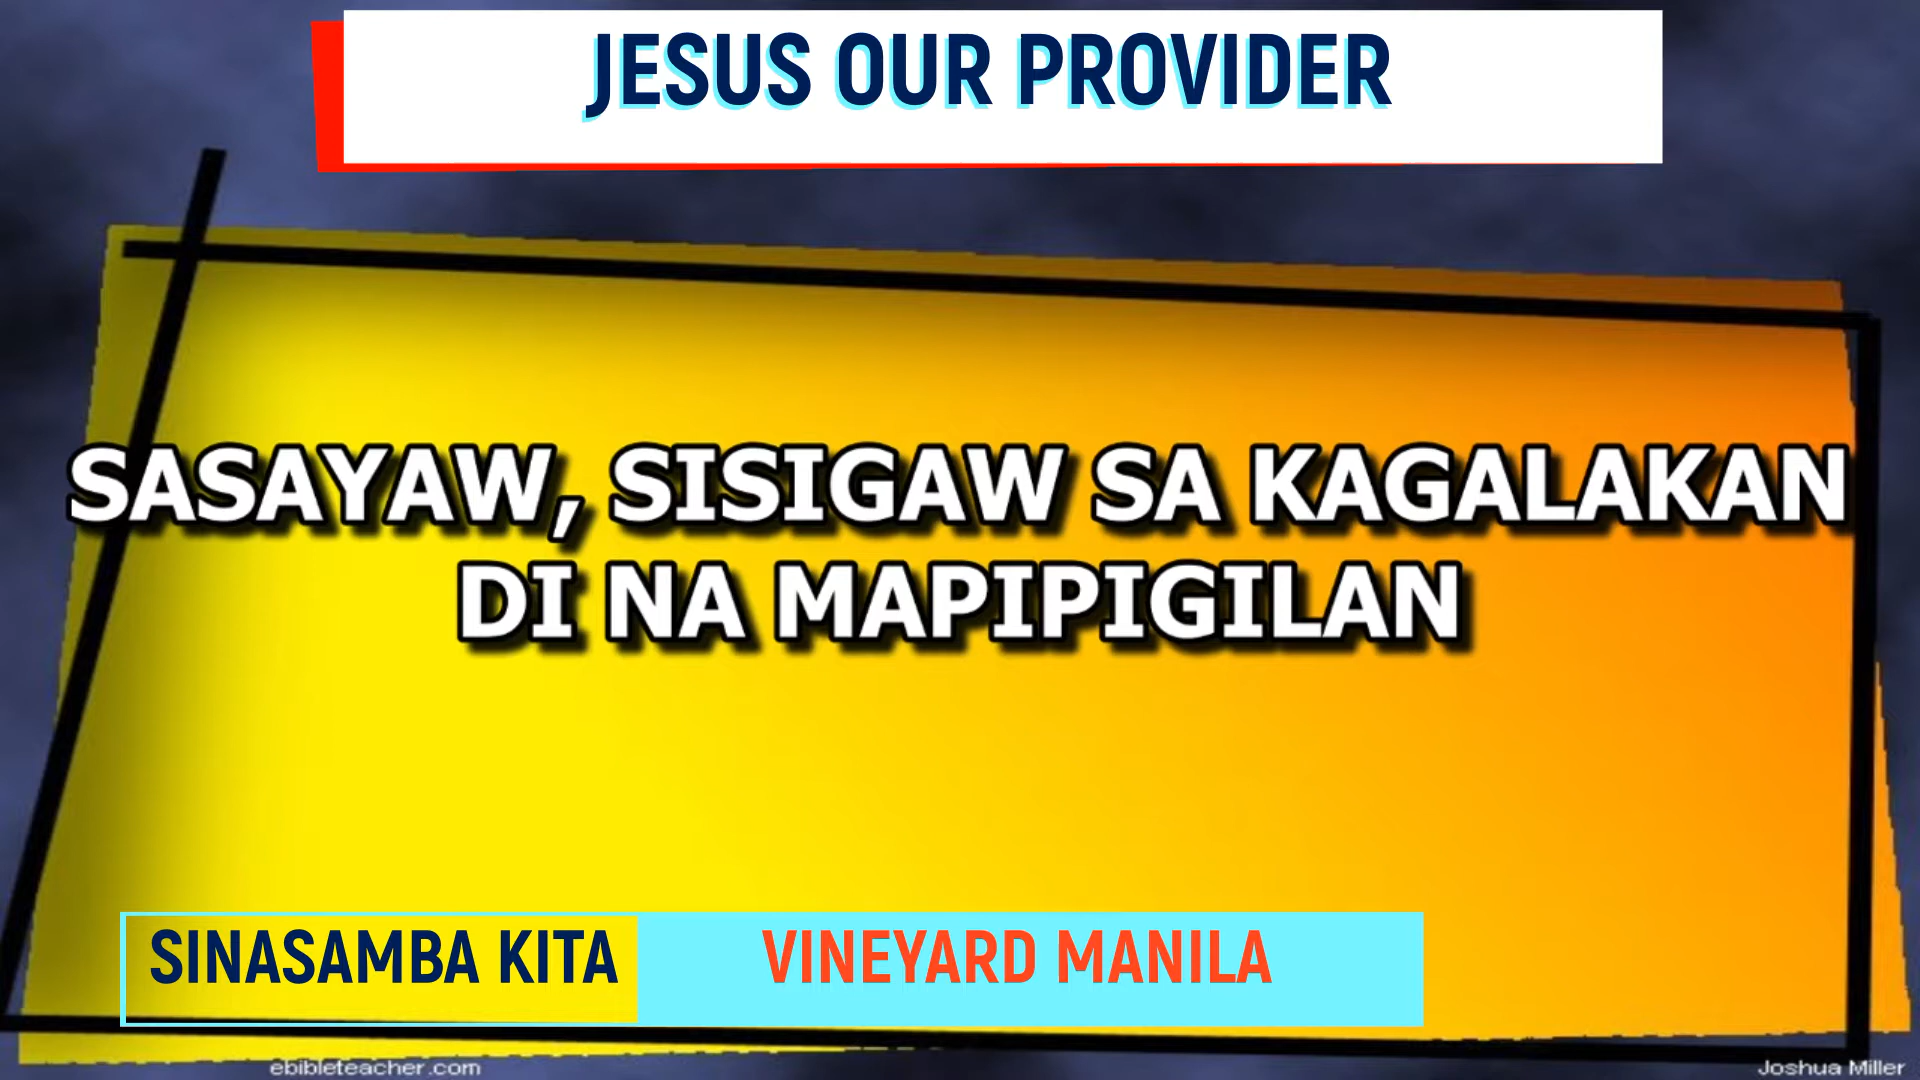 JESUS OUR PROVIDER
SASAYAW, SISIGAW SA KAGALAKAN
DI NA MAPIPIGILAN
SINASAMBA KITA
VINEYARD MANILA
ebibleteacher.com
Joshua Miller